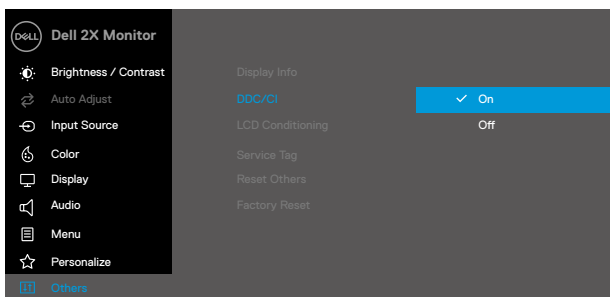 DELL Dell 2X Monitor
Brightness / Contrast
Display Info
Auto Adjust
DDC/CI
On
Input Source
LCD Conditioning
Off
Color
Service Tag
Display
Reset Others
Audio
Factory Reset
Menu
Personalize
Others